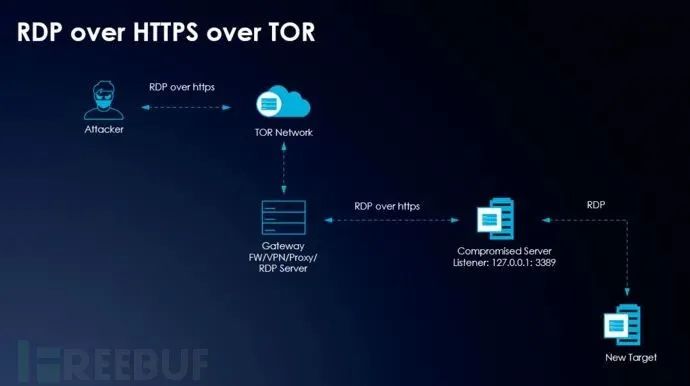 RDP over HTTPS over TOR
RDP over https
Attacker
TOR Network
Gateway
FW/VPN/Proxy/
RDP Server
RDP over https
Compromised Server
Listener: 127.0.0.1: 3389
RDP
New Target
FREEBUF